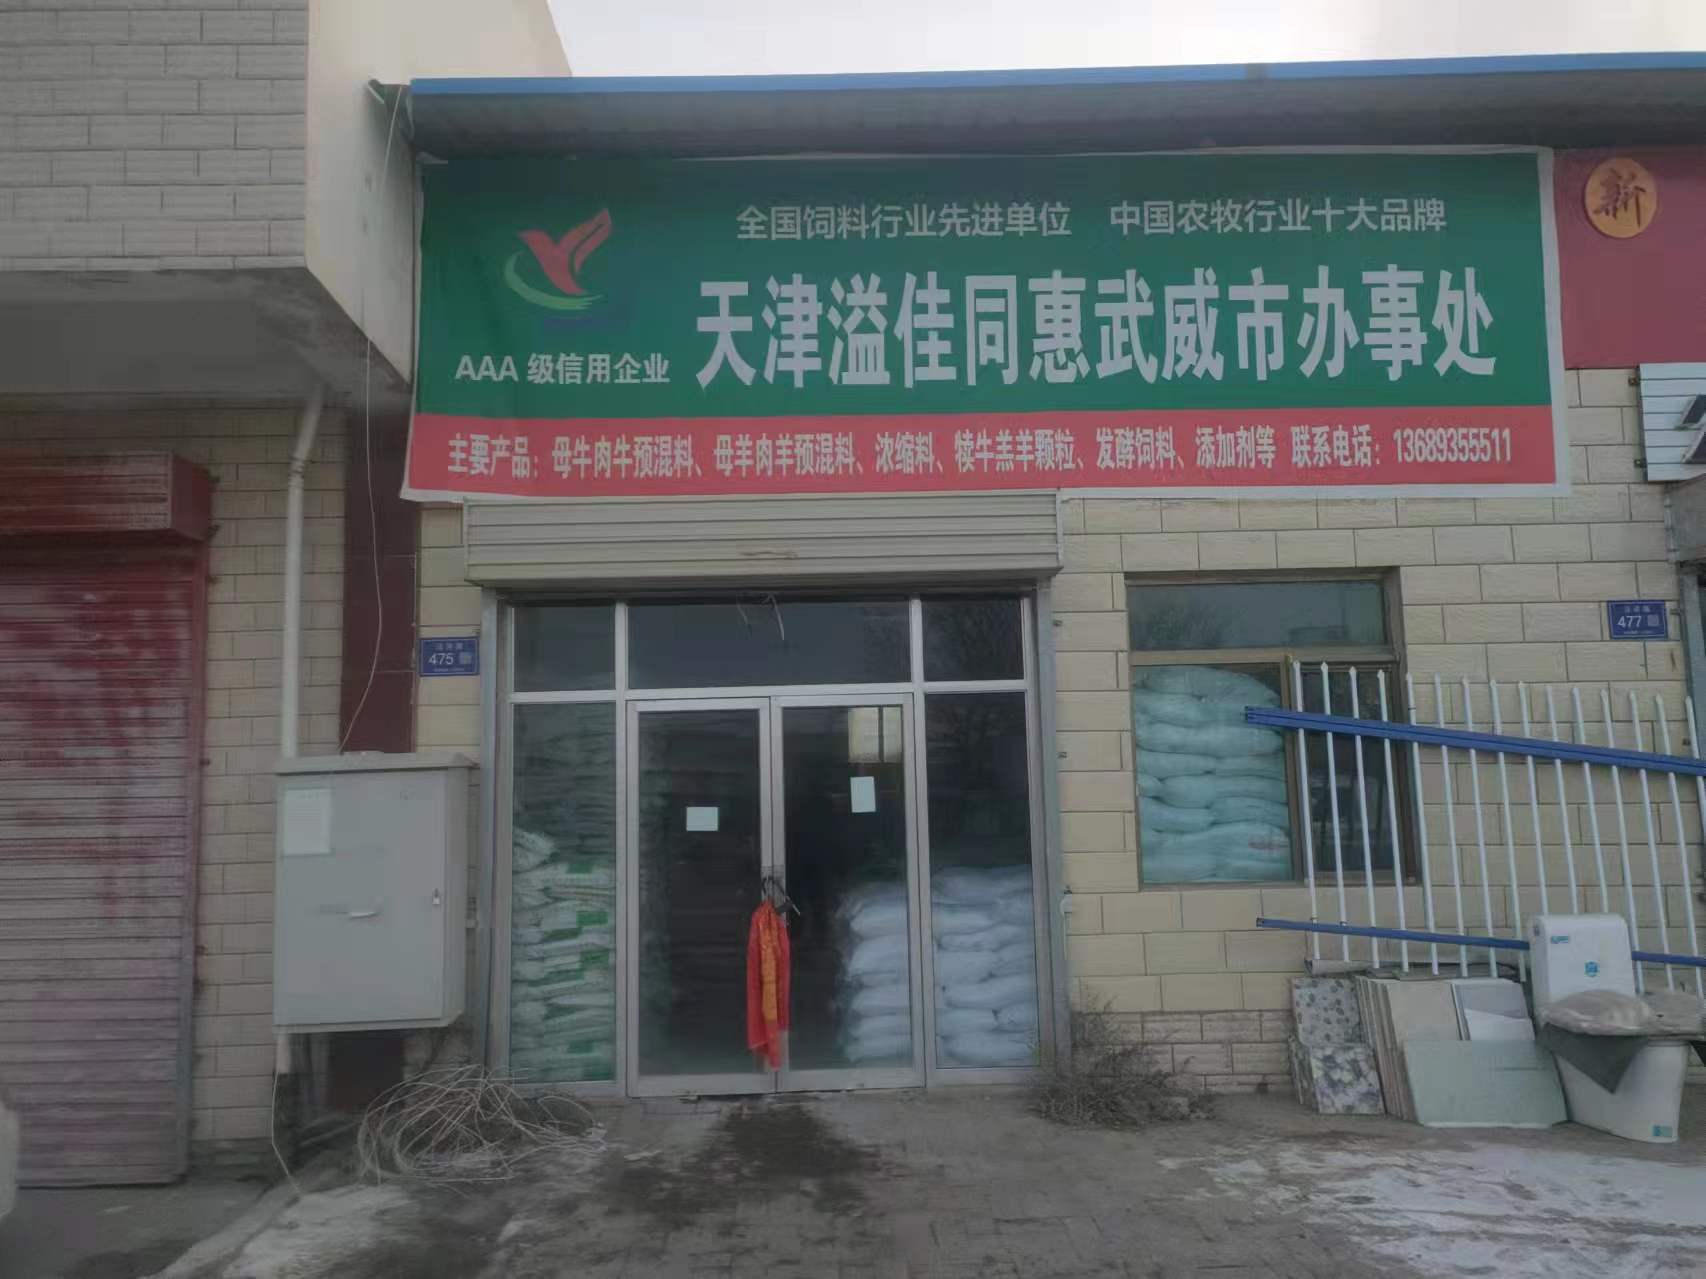 全国饲料行业先进单位 中国农牧行业十大品牌
天津溢佳同惠武威市办事处
AAA 级信用企业
主要产品：母牛肉牛预混料、母羊肉羊预混料、浓缩料、犊牛羔羊颗粒、发酵饲料、添加剂等 联系电话：13689355511
新
475
477